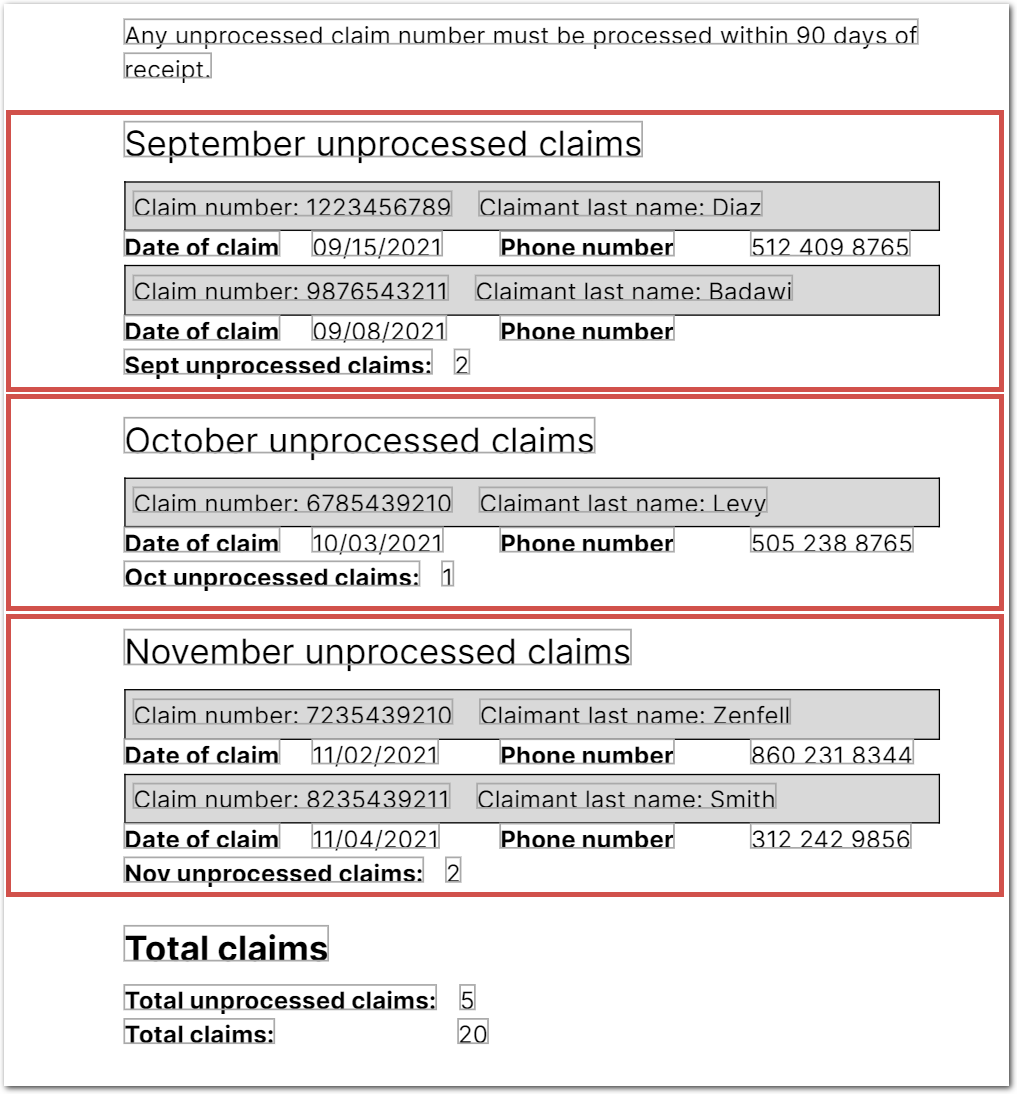 Any unprocessed claim number must be processed within 90 days of
receipt.
September unprocessed claims
Claim number: 1223456789 Claimant last name: Diaz
Date of claim 09/15/2021 Phone number 512 409 8765
Claim number: 9876543211 Claimant last name: Badawi
Date of claim 09/08/2021 Phone number
Sept unprocessed claims: 2
October unprocessed claims
Claim number: 6785439210 Claimant last name: Levy
Date of claim 10/03/2021 Phone number 505 238 8765
Oct unprocessed claims: 1
November unprocessed claims
Claim number: 7235439210 Claimant last name: Zenfell
Date of claim 11/02/2021 Phone number 860 231 8344
Claim number: 8235439211 Claimant last name: Smith
Date of claim 11/04/2021 Phone number 312 242 9856
Nov unprocessed claims: 2
Total claims
Total unprocessed claims: 5
Total claims: 20